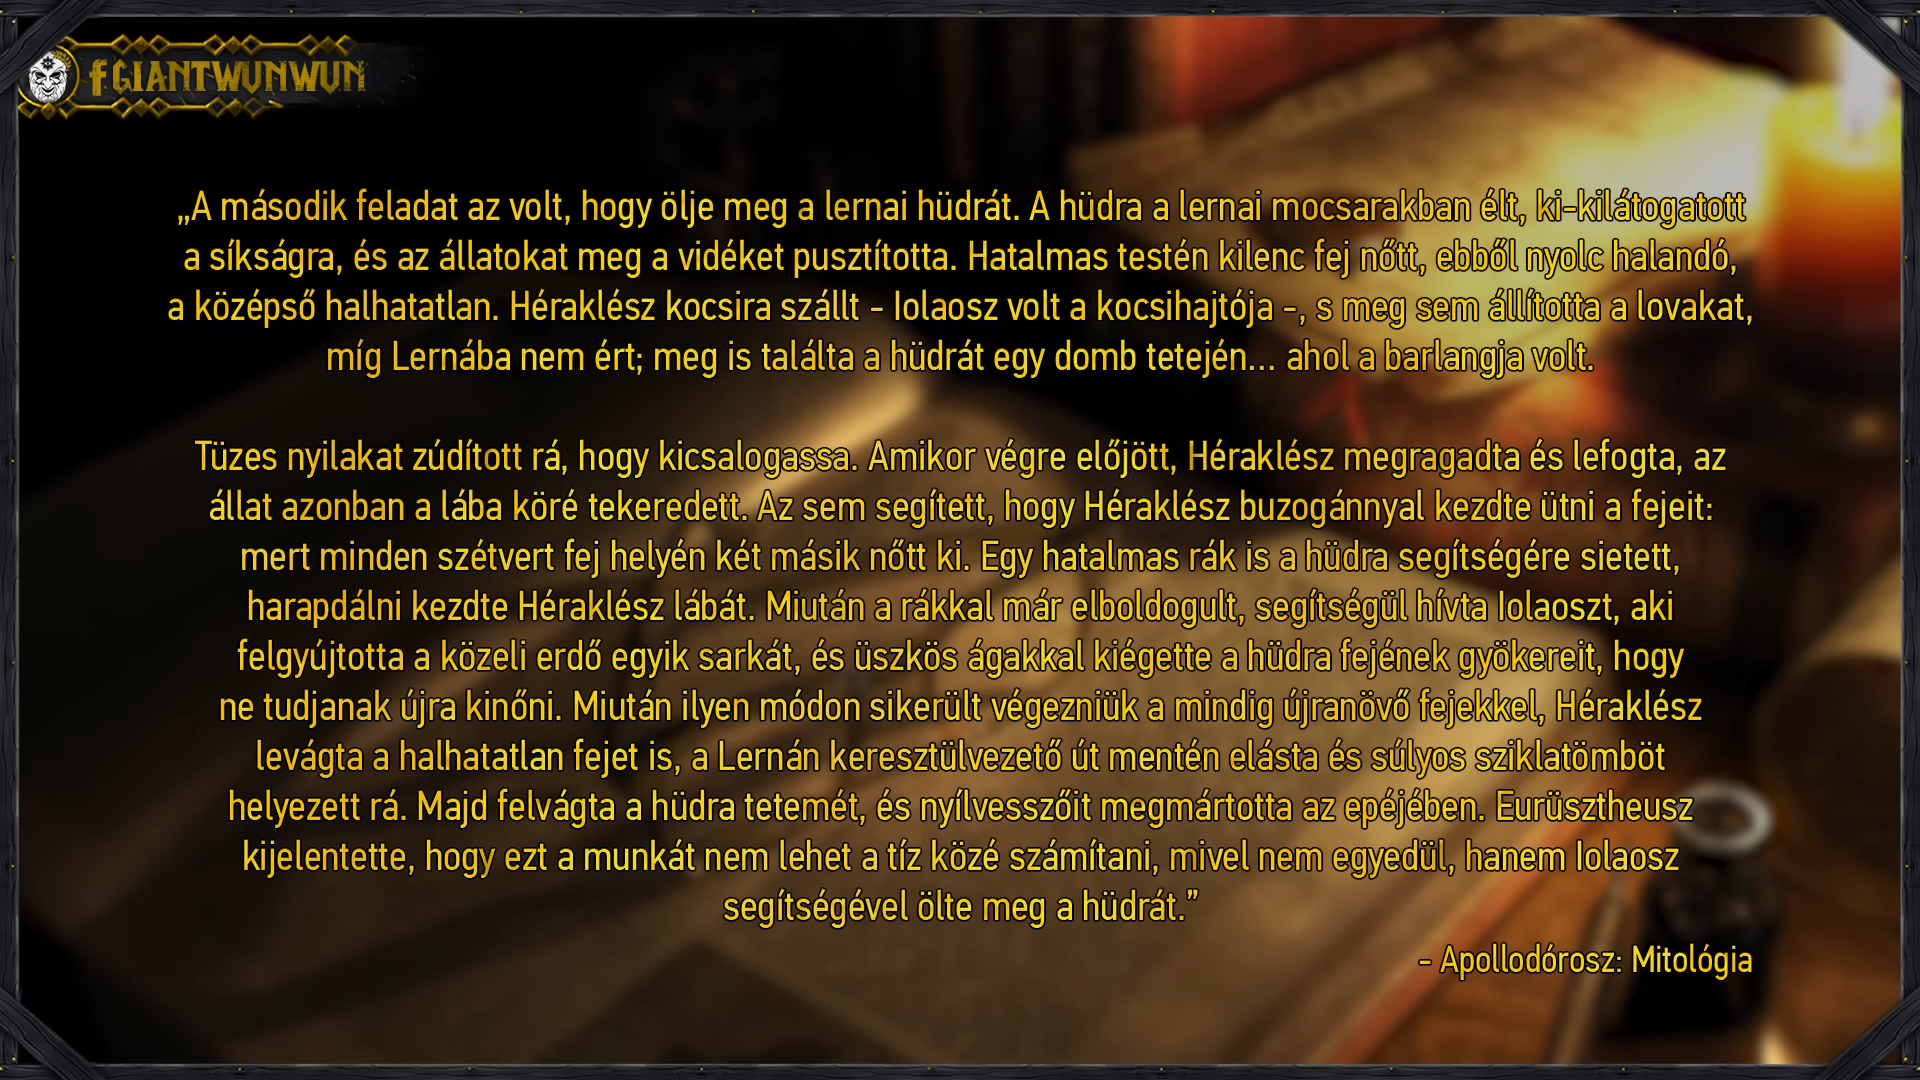 fGIANTWUNWUN
„A második feladat az volt, hogy ölje meg a lernai hüdrát. A hüdra a lernai mocsarakban élt, ki-kilátogatott
a síkságra, és az állatokat meg a vidéket pusztította. Hatalmas testén kilenc fej nőtt, ebből nyolc halandó,
a középső halhatatlan. Héraklész kocsira szállt - Iolaosz volt a kocsihajtója -, s meg sem állította a lovakat,
míg Lernába nem ért; meg is találta a hüdrát egy domb tetején... ahol a barlangja volt.
Tüzes nyilakat zúdított rá, hogy kicsalogassa. Amikor végre előjött, Héraklész megragadta és lefogta, az
állat azonban a lába köré tekeredett. Az sem segített, hogy Héraklész buzogánnyal kezdte ütni a fejeit:
mert minden szétvert fej helyén két másik nőtt ki. Egy hatalmas rák is a hüdra segítségére sietett,
harapdálni kezdte Héraklész lábát. Miután a rákkal már elboldogult, segítségül hívta Iolaoszt, aki
felgyújtotta a közeli erdő egyik sarkát, és üszkös ágakkal kiégette a hüdra fejének gyökereit, hogy
ne tudjanak újra kinőni. Miután ilyen módon sikerült végezniük a mindig újranövő fejekkel, Héraklész
levágta a halhatatlan fejet is, a Lernán keresztülvezető út mentén elásta és súlyos sziklatömböt
helyezett rá. Majd felvágta a hüdra tetemét, és nyílvesszőit megmártotta az epéjében. Eurüsztheusz
kijelentette, hogy ezt a munkát nem lehet a tíz közé számítani, mivel nem egyedül, hanem Iolaosz
segítségével ölte meg a hüdrát.”
- Apollodórosz: Mitológia